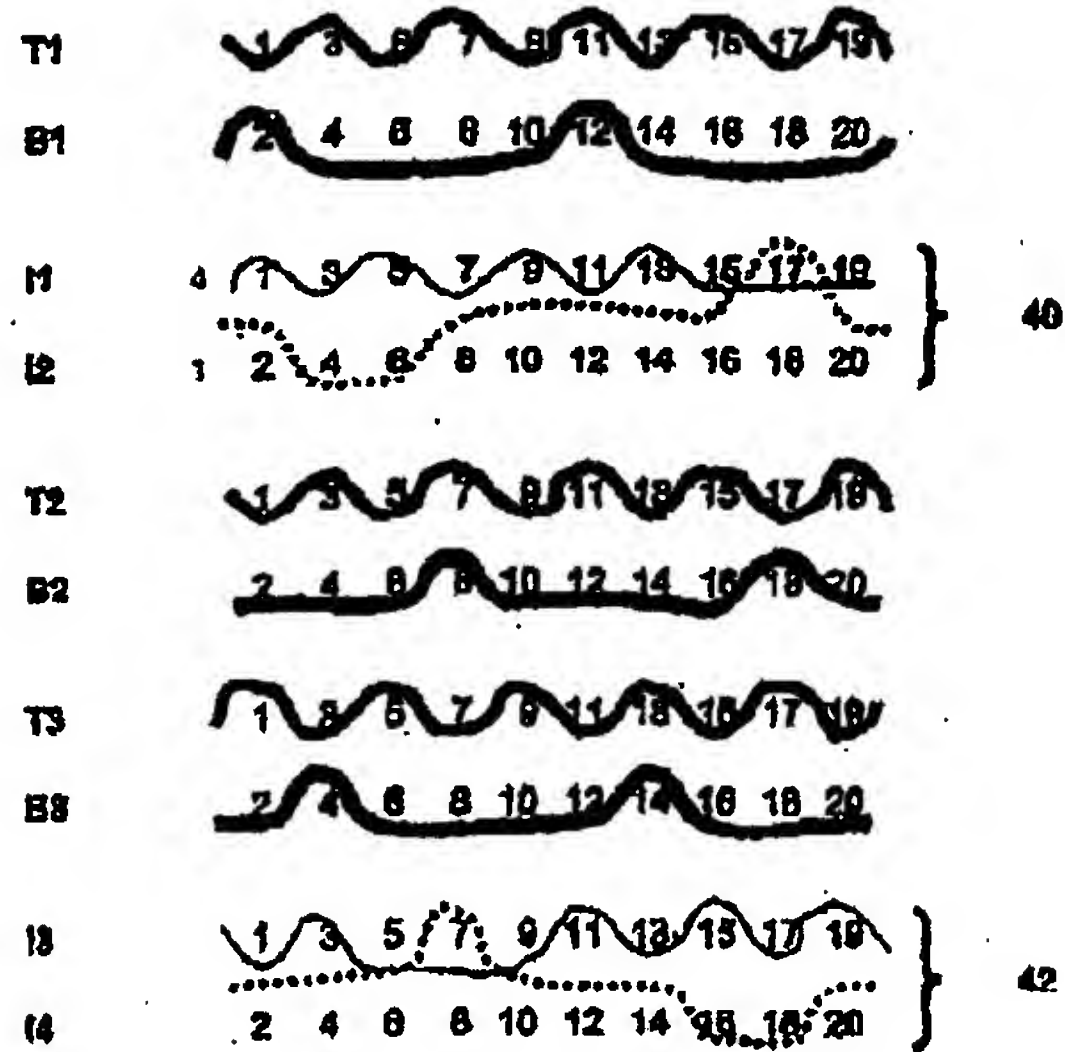 T1 1 3 5 7 9 11 13 15 17 19
B1 2 4 6 8 10 12 14 16 18 20
1 3 5 7 9 11 13 15 17 19
I2 2 4 6 8 10 12 14 16 18 20
40
T2 1 3 5 7 9 11 13 15 17 19
B2 2 4 6 8 10 12 14 16 18 20
T3 1 3 5 7 9 11 13 15 17 19
B3 2 4 6 8 10 12 14 16 18 20
I3 1 3 5 7 9 11 13 15 17 19
I4 2 4 6 8 10 12 14 16 18 20
42